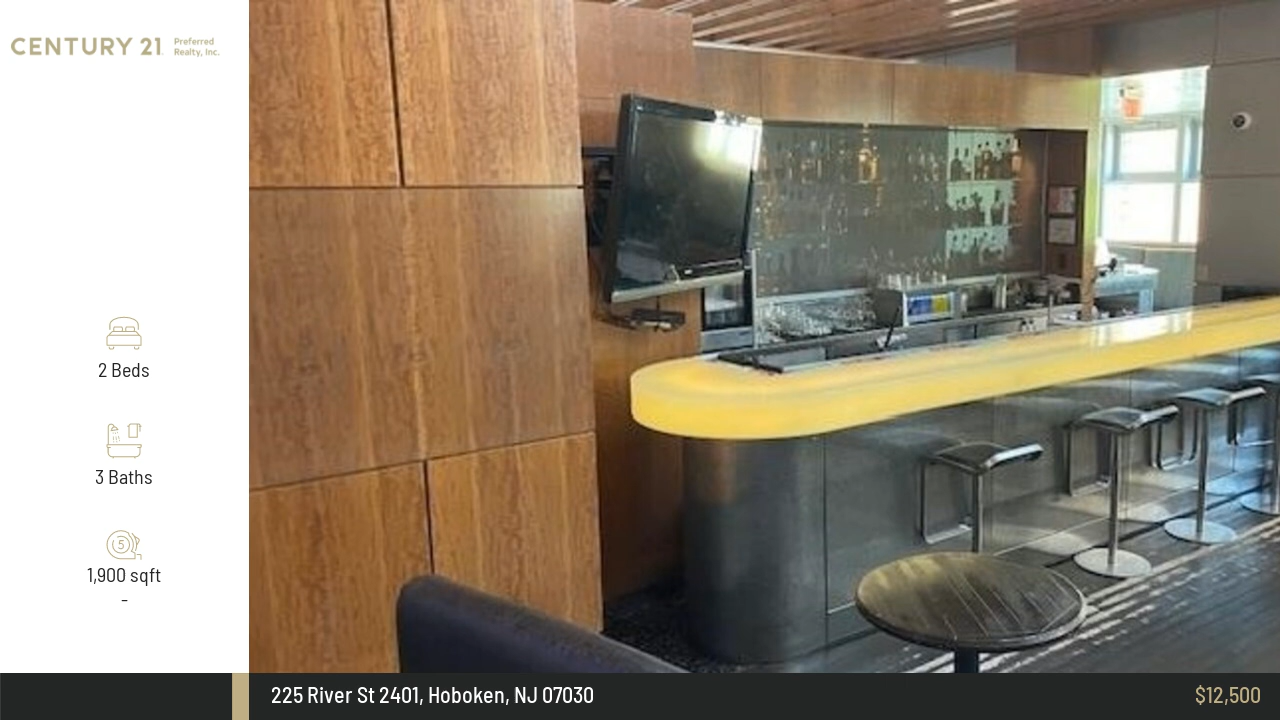 CENTURY 21 Preferred
Realty, Inc.
2 Beds
3 Baths
5
1,900 sqft
-
225 River St 2401, Hoboken, NJ 07030
$12,500